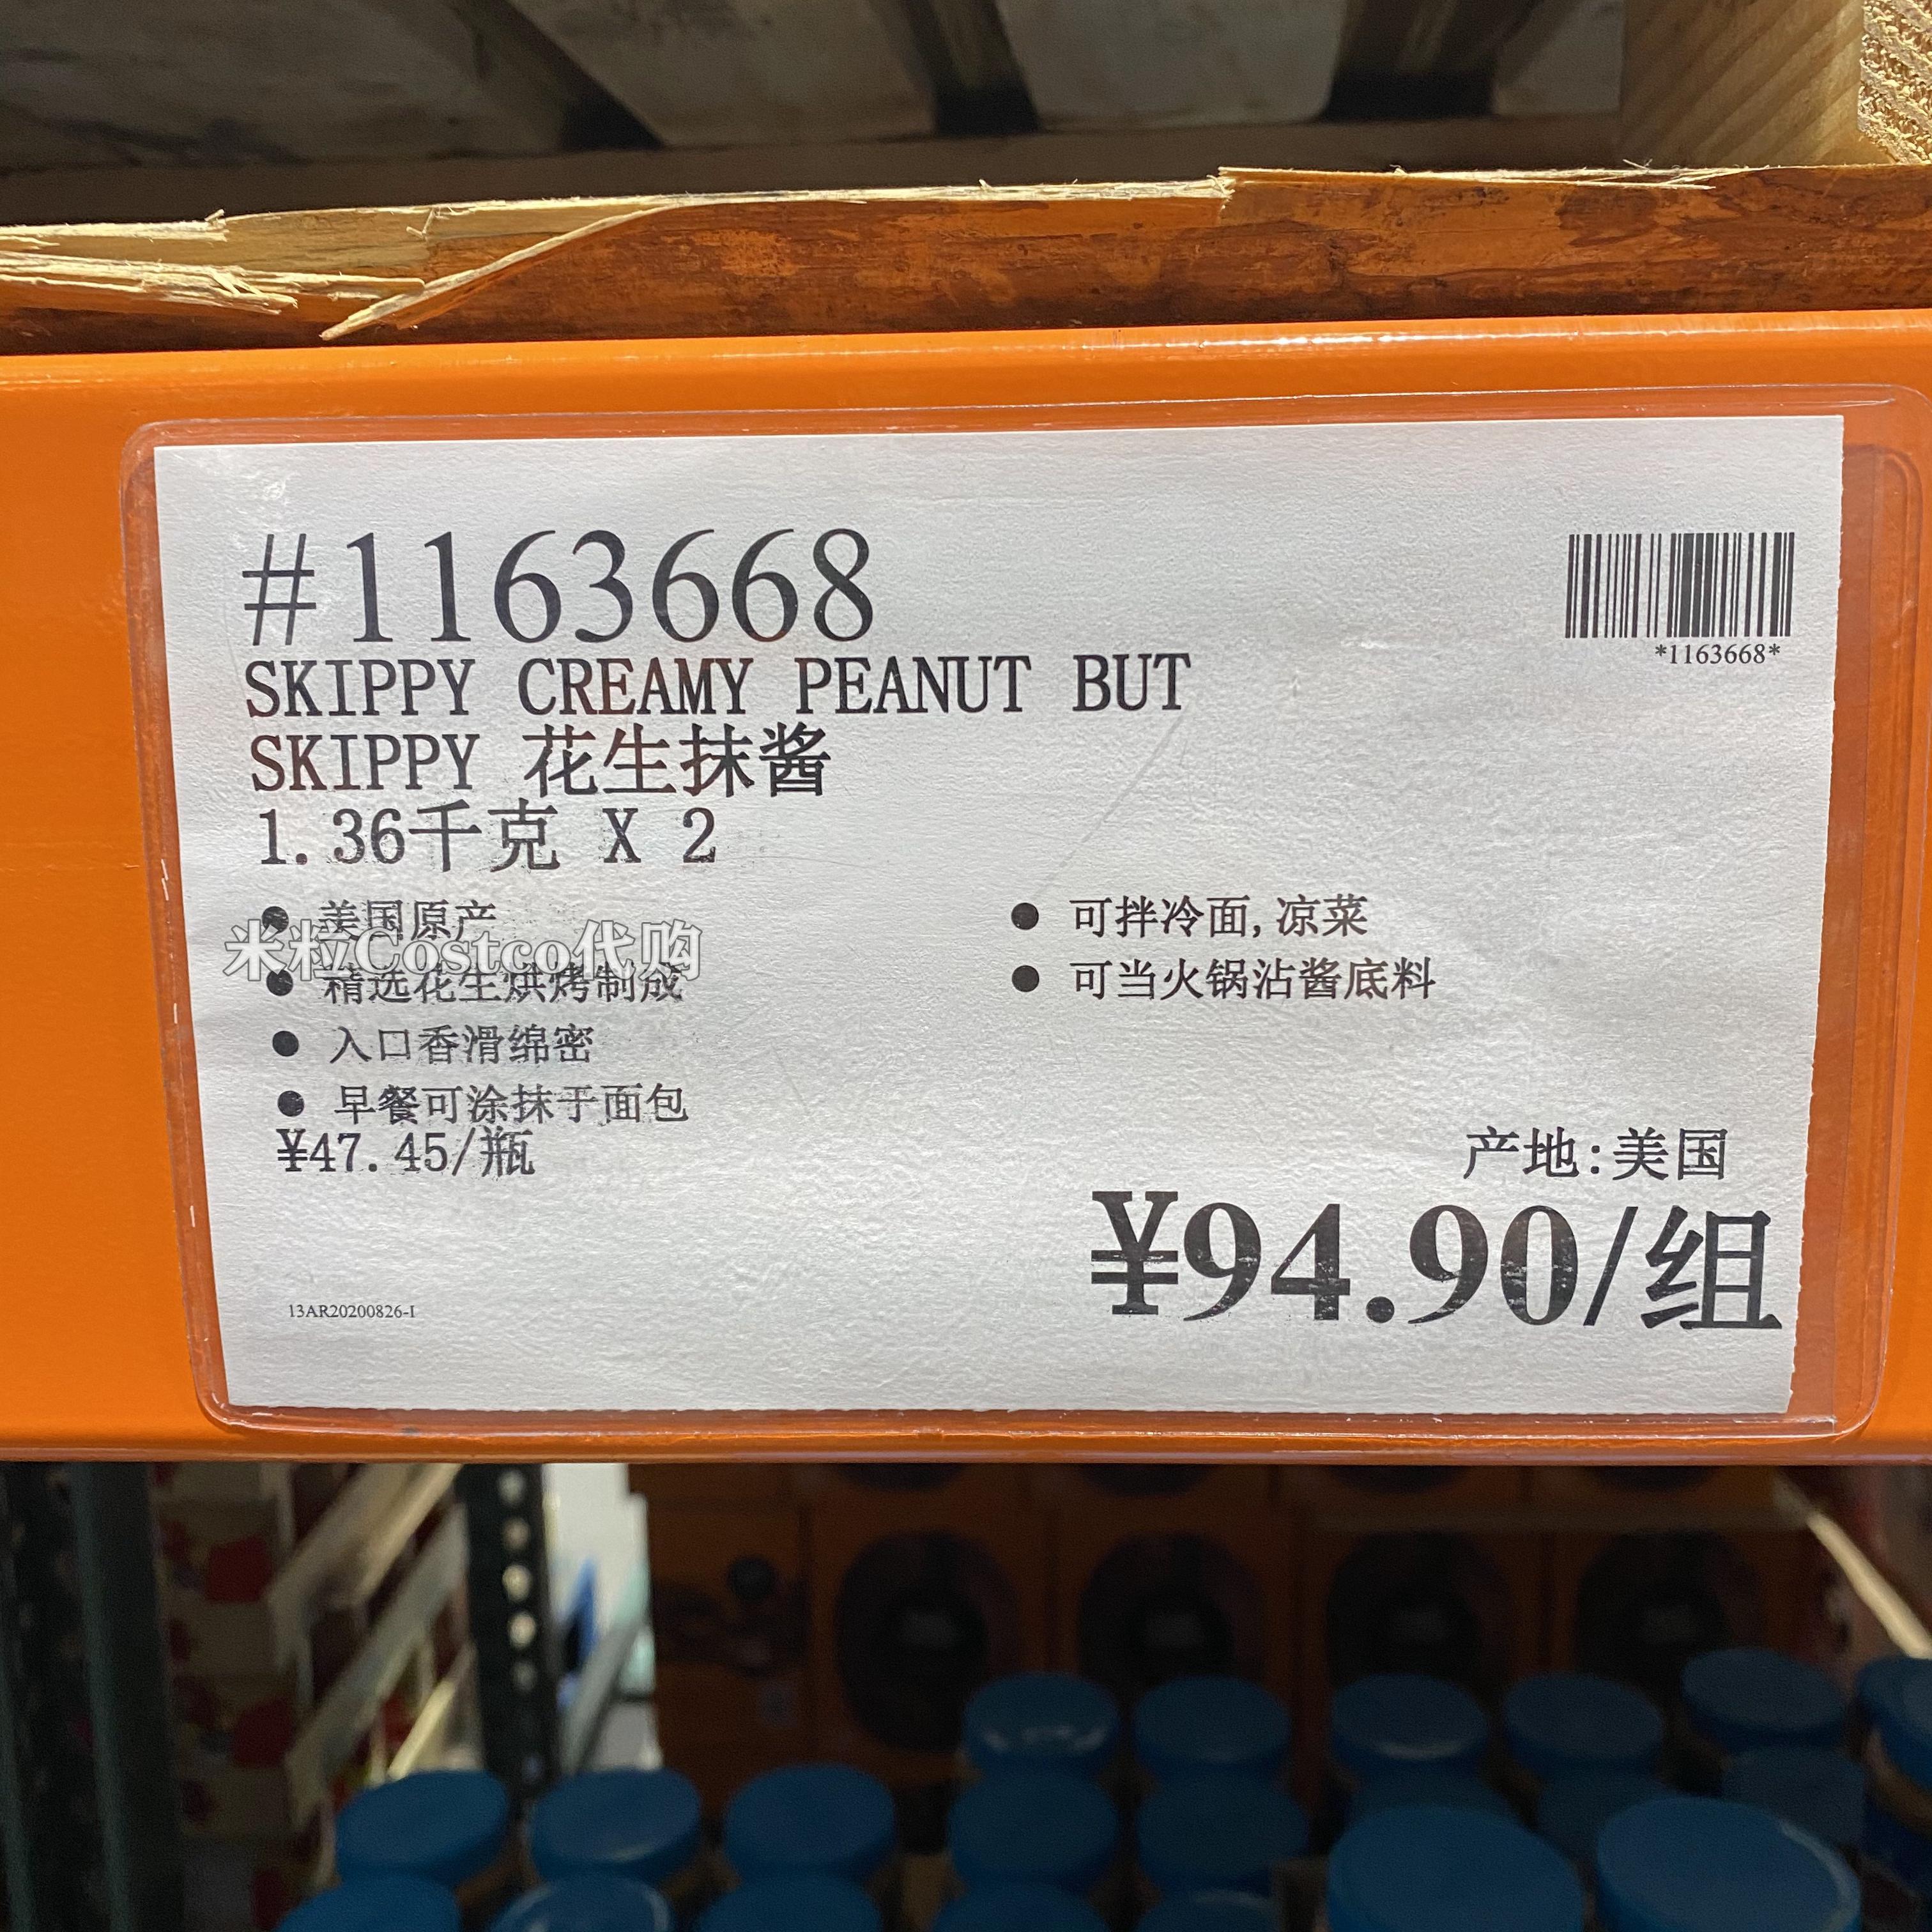 #1163668
*1163668*
SKIPPY CREAMY PEANUT BUT
SKIPPY 花生抹酱
1.36千克 X 2
● 美国原产
米粒Costco代购
● 精选花生烘烤制成
● 入口香滑绵密
● 早餐可涂抹于面包
● 可拌冷面,凉菜
● 可当火锅沾酱底料
¥47.45/瓶
产地:美国
¥94.90/组
13AR20200826-I